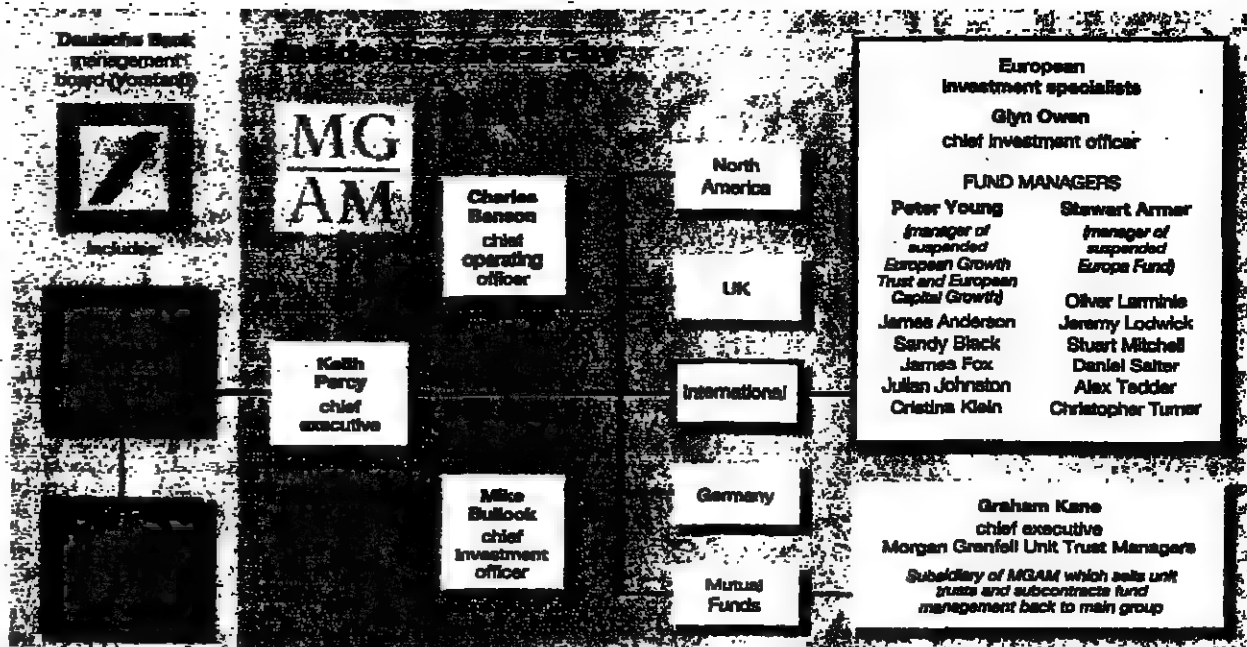 Deutsche Bank
management
board (Vorstand)
Includes:
MG
AM
Charles
Benson
chief
operating
officer
Keith
Percy
chief
executive
Mike
Bullock
chief
investment
officer
North
America
UK
International
Germany
Mutual
Funds
European
investment specialists
Glyn Owen
chief investment officer
FUND MANAGERS
Peter Young
(manager of
suspended
European Growth
Trust and European
Capital Growth)
James Anderson
Sandy Black
James Fox
Julian Johnston
Cristina Klein
Stewart Armer
(manager of
suspended
Europa Fund)
Oliver Larminie
Jeremy Lodwick
Stuart Mitchell
Daniel Salter
Alex Tedder
Christopher Turner
Graham Kane
chief executive
Morgan Grenfell Unit Trust Managers
Subsidiary of MGAM which sells unit
trusts and subcontracts fund
management back to main group